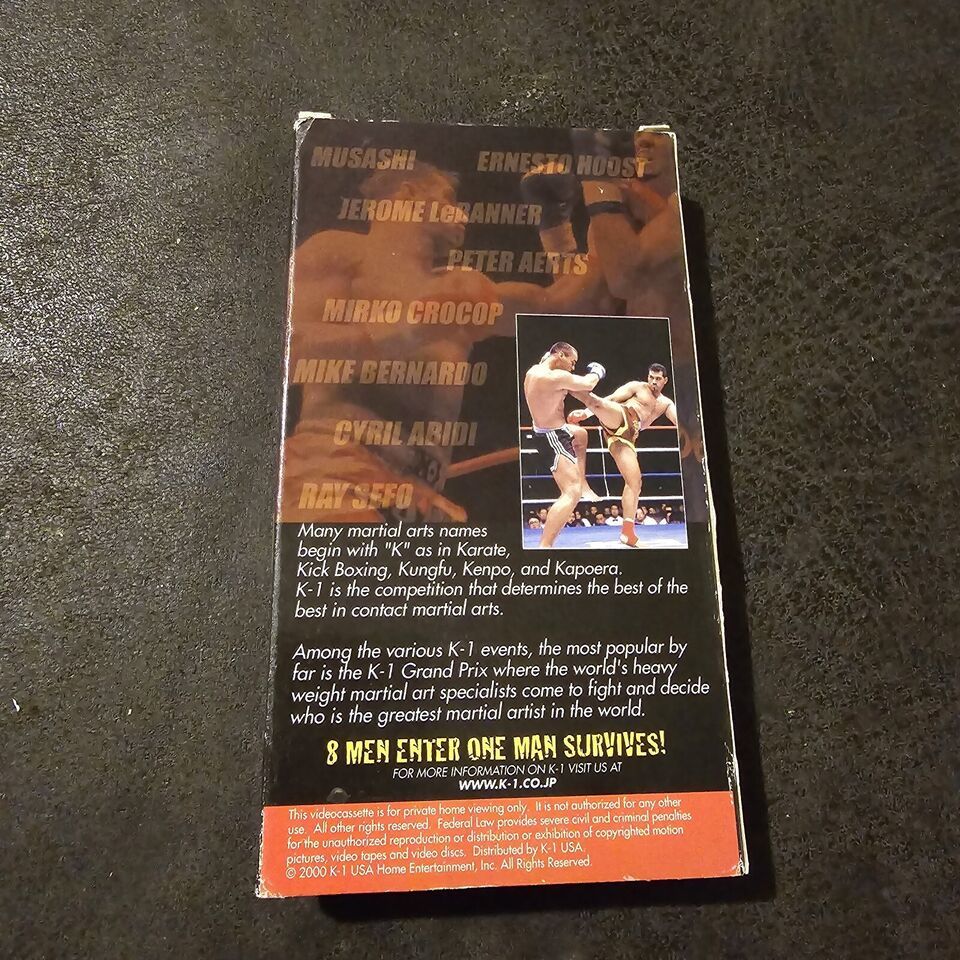 MUSASHI
ERNESTO HOOST
JEROME LeBANNER
PETER AERTS
MIRKO CROCOP
MIKE BERNARDO
CYRIL ABIDI
RAY SEFO
Many martial arts names
begin with "K" as in Karate,
Kick Boxing, Kungfu, Kenpo, and Kapoera.
K-1 is the competition that determines the best of the
best in contact martial arts.
Among the various K-1 events, the most popular by
far is the K-1 Grand Prix where the world's heavy
weight martial art specialists come to fight and decide
who is the greatest martial artist in the world.
8 MEN ENTER ONE MAN SURVIVES!
FOR MORE INFORMATION ON K-1 VISIT US AT
WWW.K-1.CO.JP
This videocassette is for private home viewing only. It is not authorized for any other
use. All other rights reserved. Federal Law provides severe civil and criminal penalties
for the unauthorized reproduction or distribution or exhibition of copyrighted motion
pictures, video tapes and video discs. Distributed by K-1 USA.
© 2000 K-1 USA Home Entertainment, Inc. All Rights Reserved.